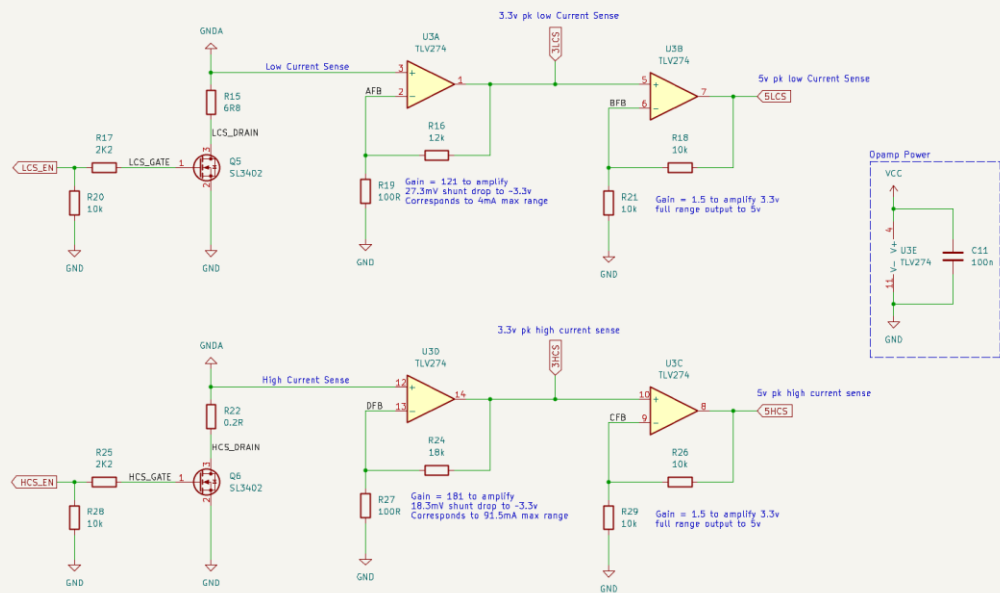 3.3v pk low Current Sense
GNDA
3LCS
U3A
TLV274
U3B
TLV274
Low Current Sense
3
+
1
2
-
AFB
5
+
7
6
-
BFB
5v pk low Current Sense
5LCS
R15
6R8
LCS_DRAIN
R16
12k
R18
10k
R17
2K2
LCS_EN
LCS_GATE
1
3
2
Q5
SL3402
R20
10k
R19
100R
Gain = 121 to amplify
27.3mV shunt drop to ~3.3v
Corresponds to 4mA max range
R21
10k
Gain = 1.5 to amplify 3.3v
full range output to 5v
GND
GND
GND
GND
Opamp Power
VCC
4
V+
U3E
TLV274
V-
11
C11
100n
GND
3.3v pk high current sense
GNDA
3HCS
U3D
TLV274
U3C
TLV274
High Current Sense
12
+
14
13
-
DFB
10
+
8
9
-
CFB
5v pk high current sense
5HCS
R22
0.2R
HCS_DRAIN
R24
18k
R26
10k
R25
2K2
HCS_EN
HCS_GATE
1
3
2
Q6
SL3402
R28
10k
R27
100R
Gain = 181 to amplify
18.3mV shunt drop to ~3.3v
Corresponds to 91.5mA max range
R29
10k
Gain = 1.5 to amplify 3.3v
full range output to 5v
GND
GND
GND
GND